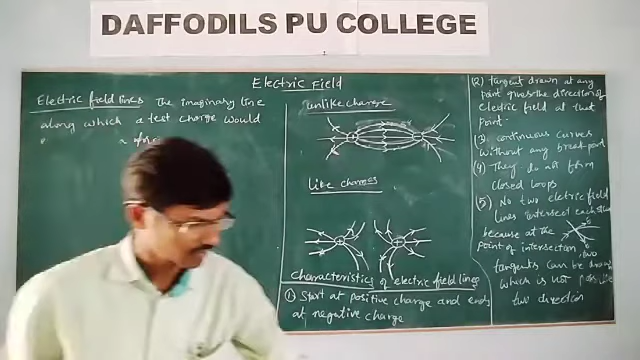 DAFFODILS PU COLLEGE
Electric Field
Electric field lines The imaginary line
along which a test charge would
unlike charge
Like charges
characteristics of electric field lines
(1) Start at positive charge and ends
at negative charge
(2) tangent drawn at any
point gives the direction of
electric field at that
point.
(3) continuous curves
without any break point
(4) They do not form
closed loops
(5) No two electric field
lines intersect each
because at the
point of intersection
two
tangents can be drawn
which is not possible
two direction